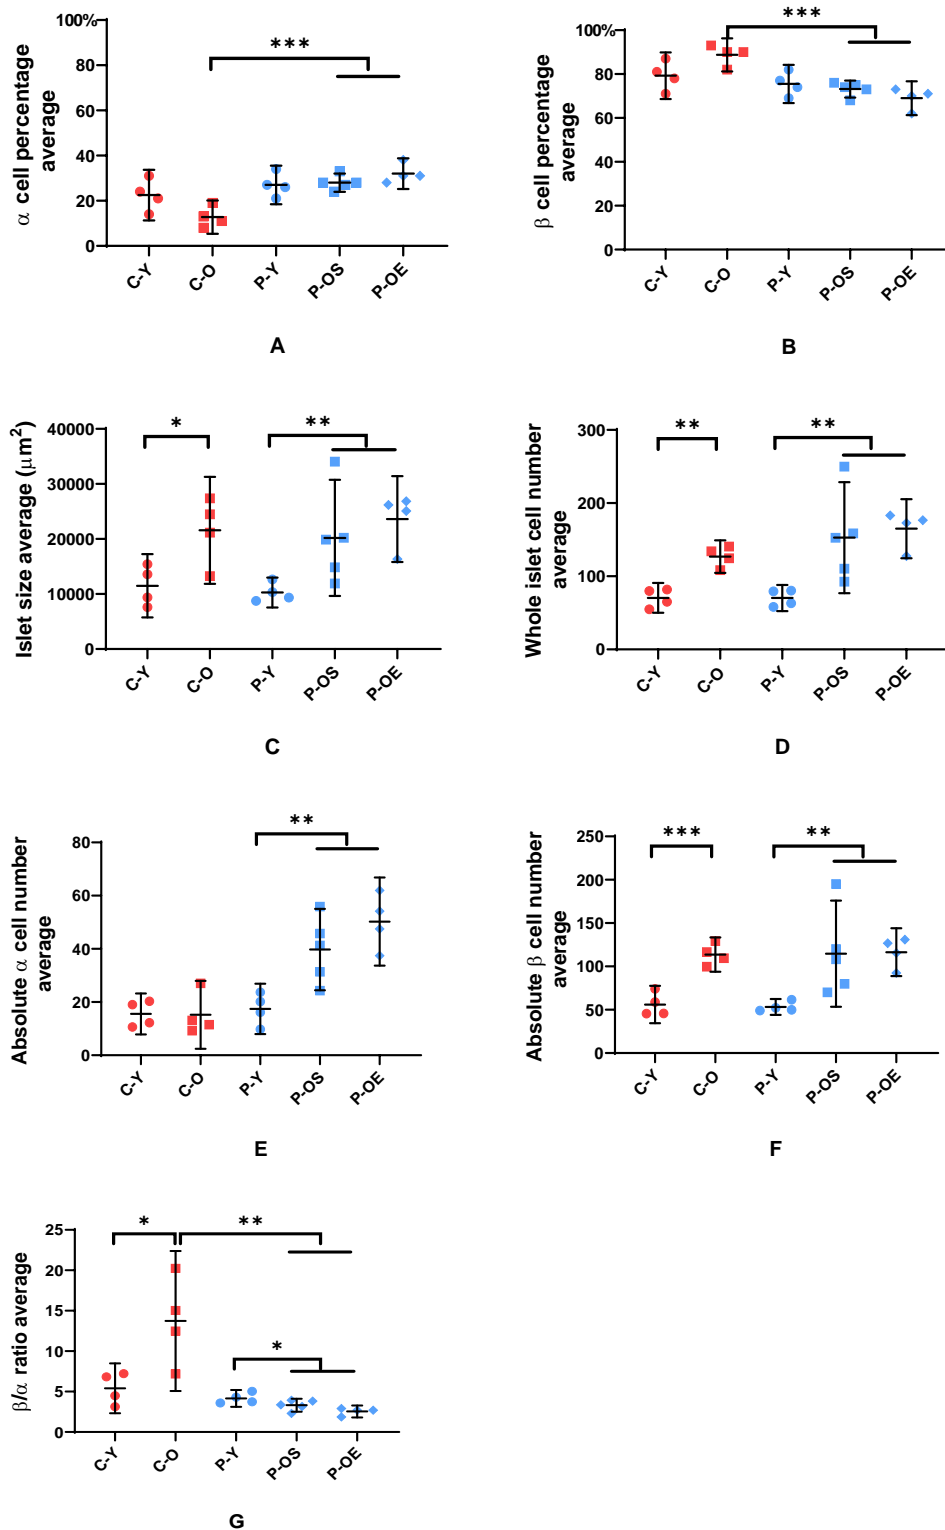 α cell percentage
average
100%
80
60
40
20
0
***
C-Y
C-O
P-Y
P-OS
P-OE
A
β cell percentage
average
100%
80
60
40
20
0
***
C-Y
C-O
P-Y
P-OS
P-OE
B
Islet size average (μm²)
40000
30000
20000
10000
0
*
**
C-Y
C-O
P-Y
P-OS
P-OE
C
Whole islet cell number
average
300
200
100
0
**
**
C-Y
C-O
P-Y
P-OS
P-OE
D
Absolute α cell number
average
80
60
40
20
0
**
C-Y
C-O
P-Y
P-OS
P-OE
E
Absolute β cell number
average
250
200
150
100
50
0
***
**
C-Y
C-O
P-Y
P-OS
P-OE
F
β/α ratio average
25
20
15
10
5
0
*
**
*
C-Y
C-O
P-Y
P-OS
P-OE
G